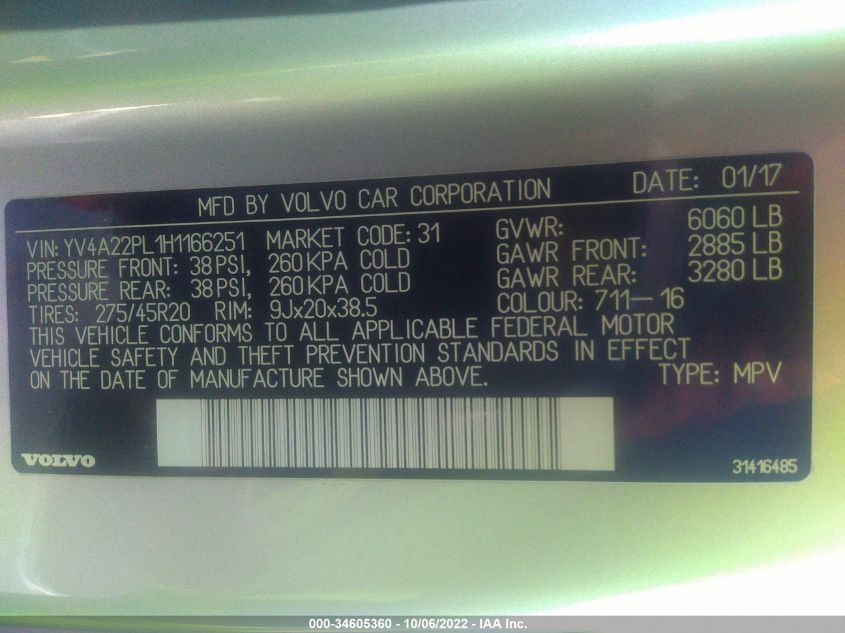 MFD BY VOLVO CAR CORPORATION DATE: 01/17
VIN: YV4A22PL1H1166251 MARKET CODE: 31 GVWR: 6060 LB
PRESSURE FRONT: 38 PSI, 260 KPA COLD GAWR FRONT: 2885 LB
PRESSURE REAR: 38 PSI, 260 KPA COLD GAWR REAR: 3280 LB
TIRES: 275/45R20 RIM: 9Jx20x38.5 COLOUR: 711-16
THIS VEHICLE CONFORMS TO ALL APPLICABLE FEDERAL MOTOR
VEHICLE SAFETY AND THEFT PREVENTION STANDARDS IN EFFECT
ON THE DATE OF MANUFACTURE SHOWN ABOVE. TYPE: MPV
VOLVO 31416485
000-34605360 - 10/06/2022 - IAA Inc.